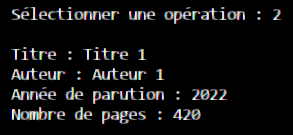 Sélectionner une opération : 2
Titre : Titre 1
Auteur : Auteur 1
Année de parution : 2022
Nombre de pages : 420